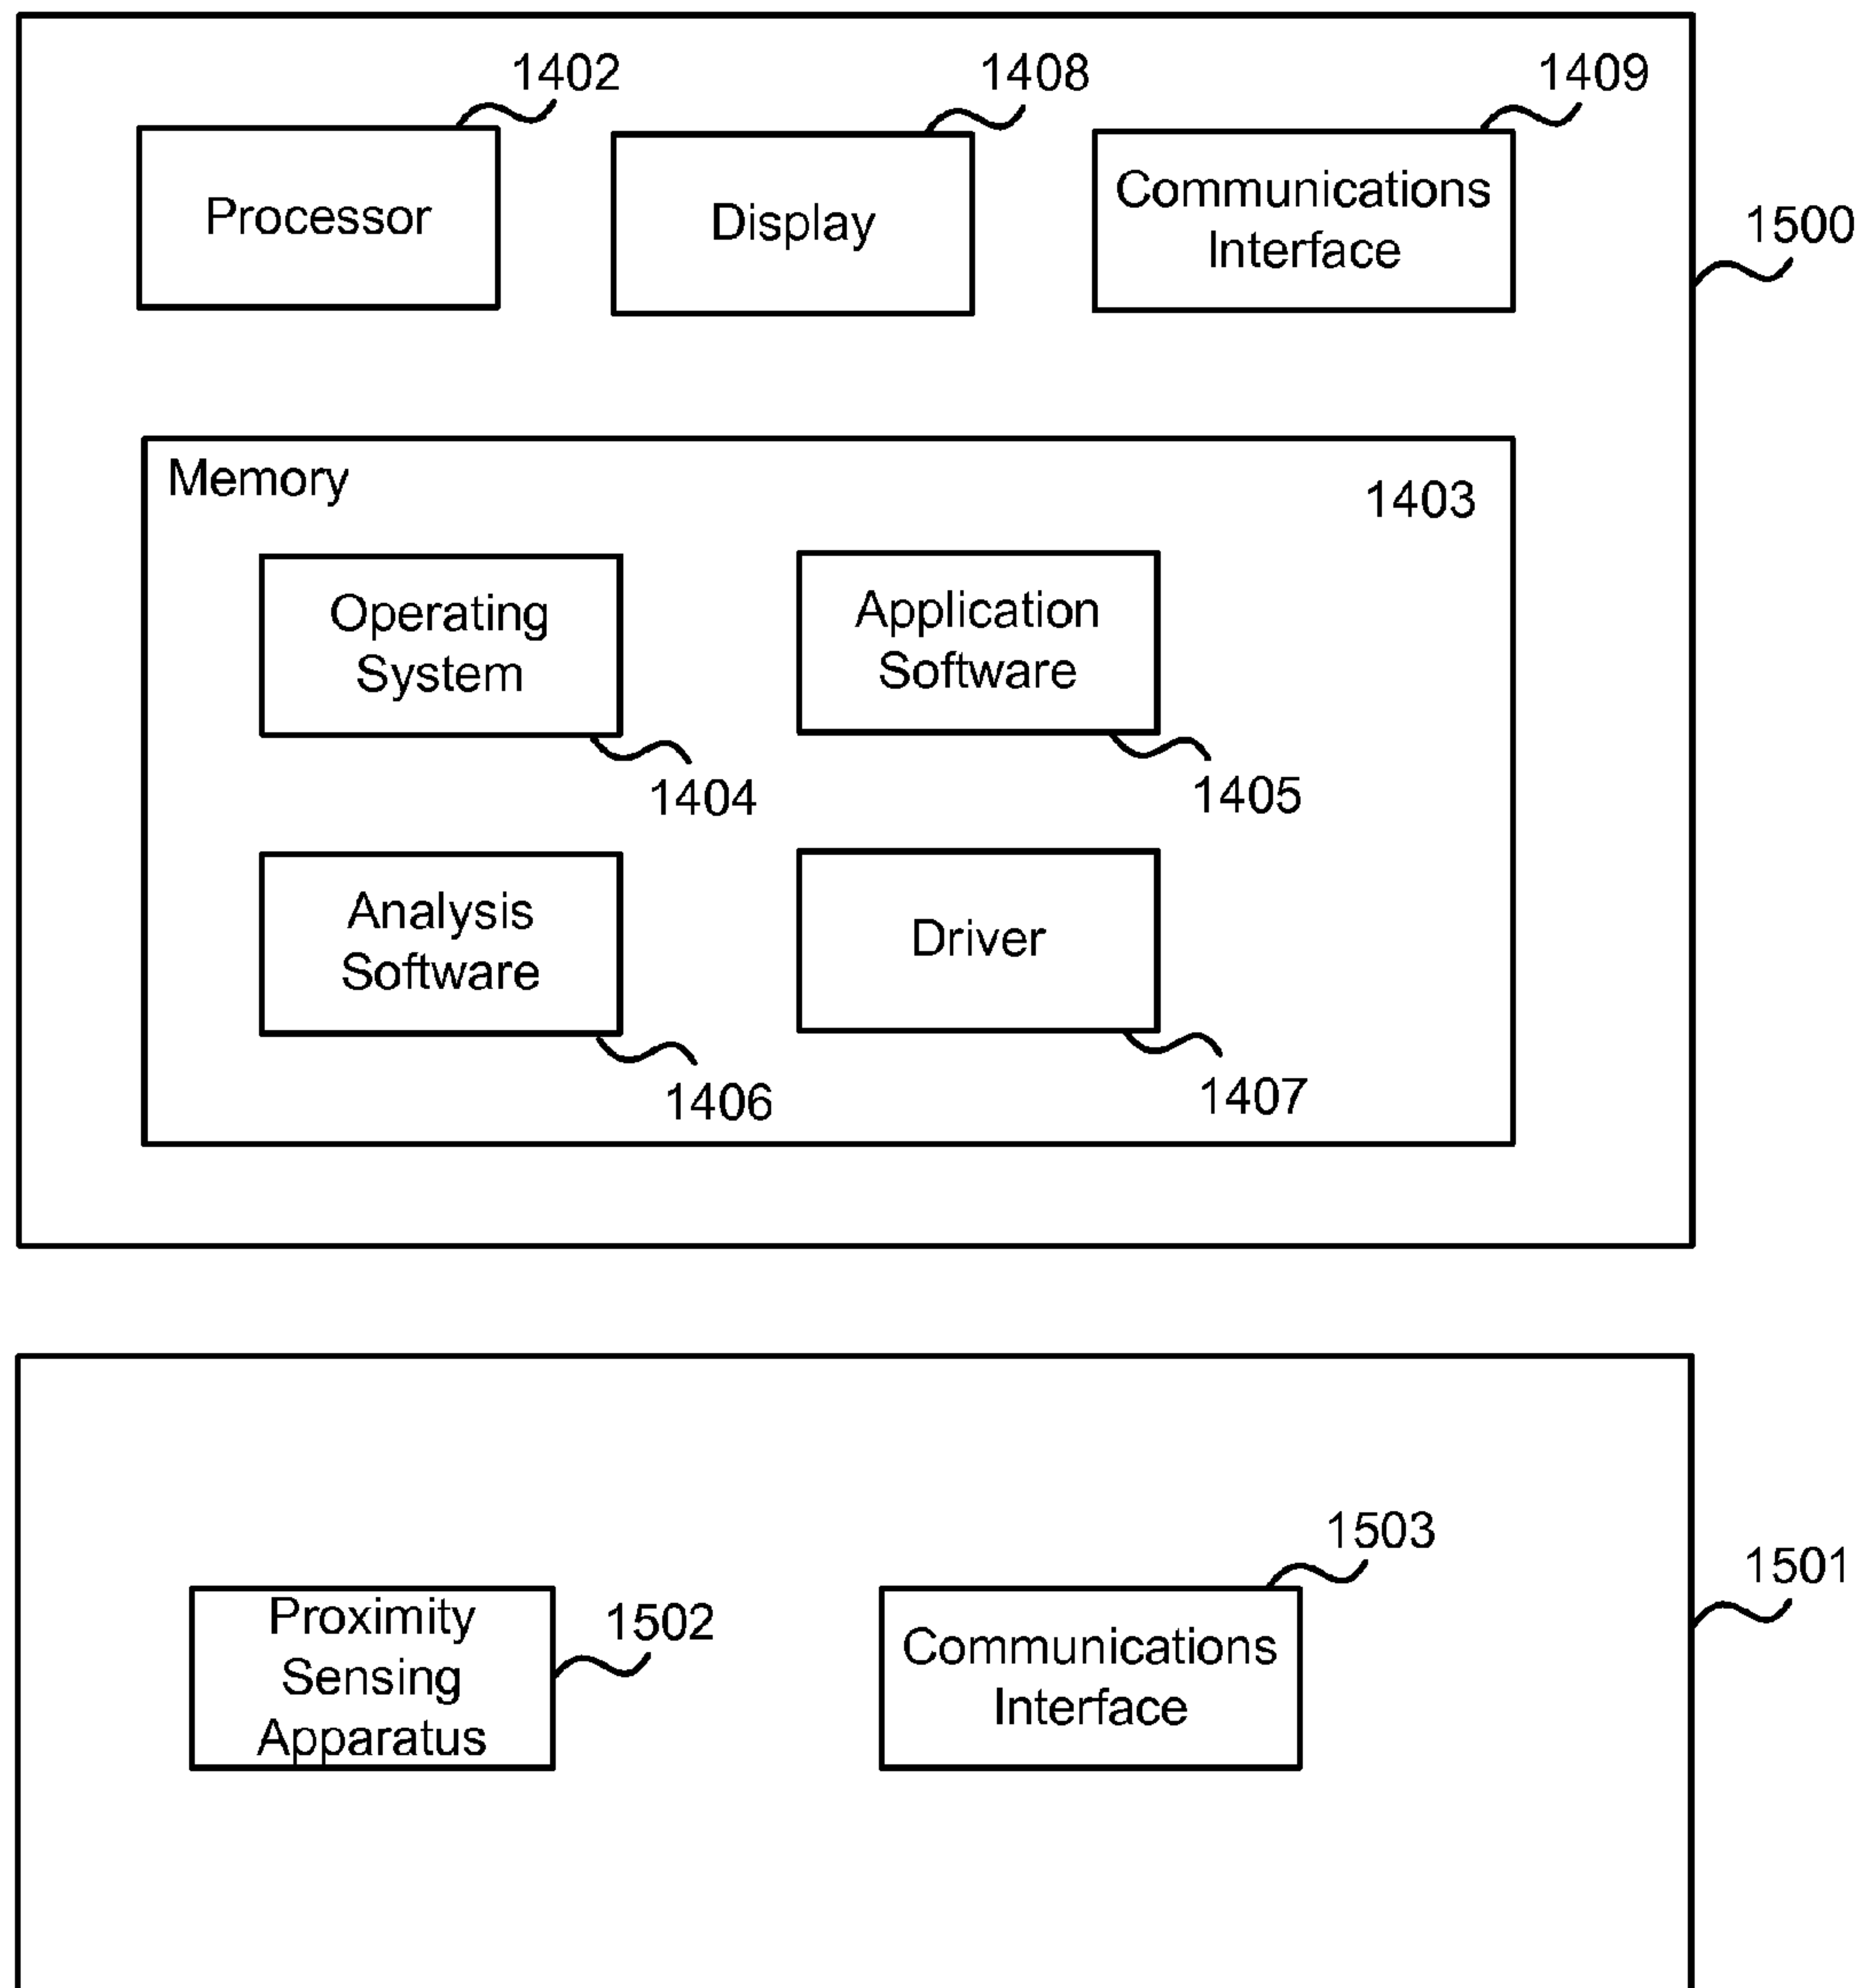 1402
1408
1409
Processor
Display
Communications
Interface
1500
Memory
1403
Operating
System
Application
Software
1404
1405
Analysis
Software
Driver
1406
1407
1503
1501
Proximity
Sensing
Apparatus
1502
Communications
Interface